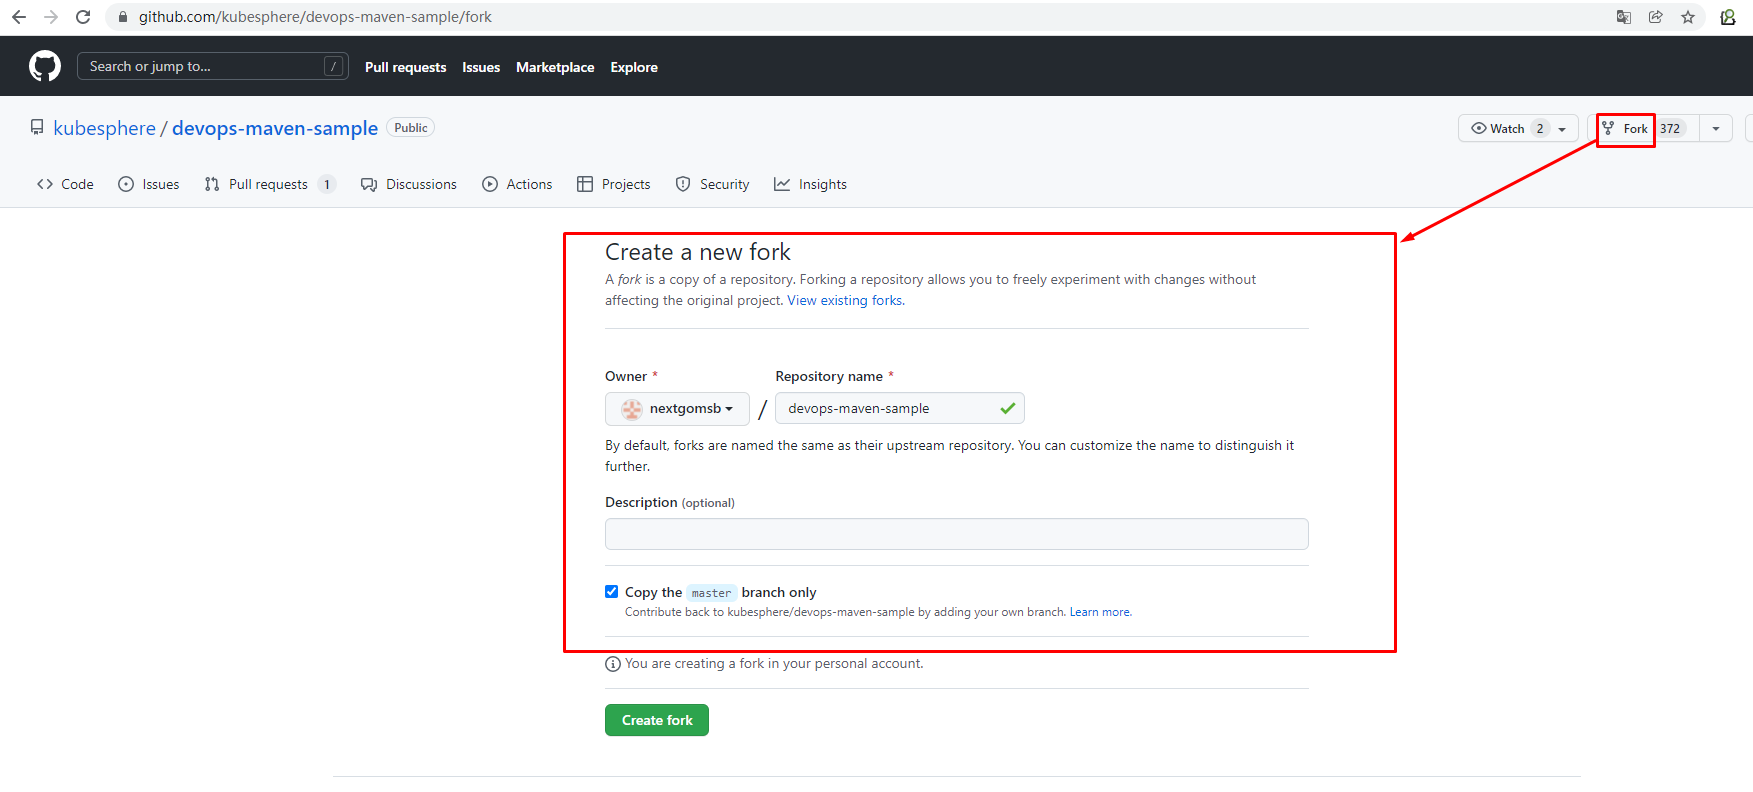 github.com/kubesphere/devops-maven-sample/fork
Search or jump to... /
Pull requests Issues Marketplace Explore
kubesphere / devops-maven-sample Public
Watch 2 Fork 372
Code Issues Pull requests 1 Discussions Actions Projects Security Insights
Create a new fork
A fork is a copy of a repository. Forking a repository allows you to freely experiment with changes without
affecting the original project. View existing forks.
Owner * Repository name *
nextgomsb / devops-maven-sample
By default, forks are named the same as their upstream repository. You can customize the name to distinguish it
further.
Description (optional)
Copy the master branch only
Contribute back to kubesphere/devops-maven-sample by adding your own branch. Learn more.
You are creating a fork in your personal account.
Create fork